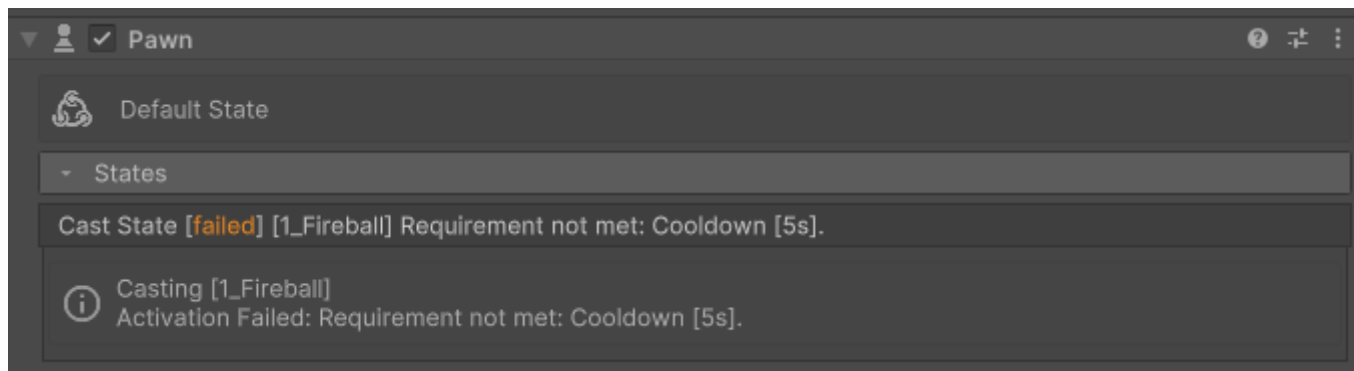 Pawn
Default State
States
Cast State [failed] [1_Fireball] Requirement not met: Cooldown [5s].
Casting [1_Fireball]
Activation Failed: Requirement not met: Cooldown [5s].